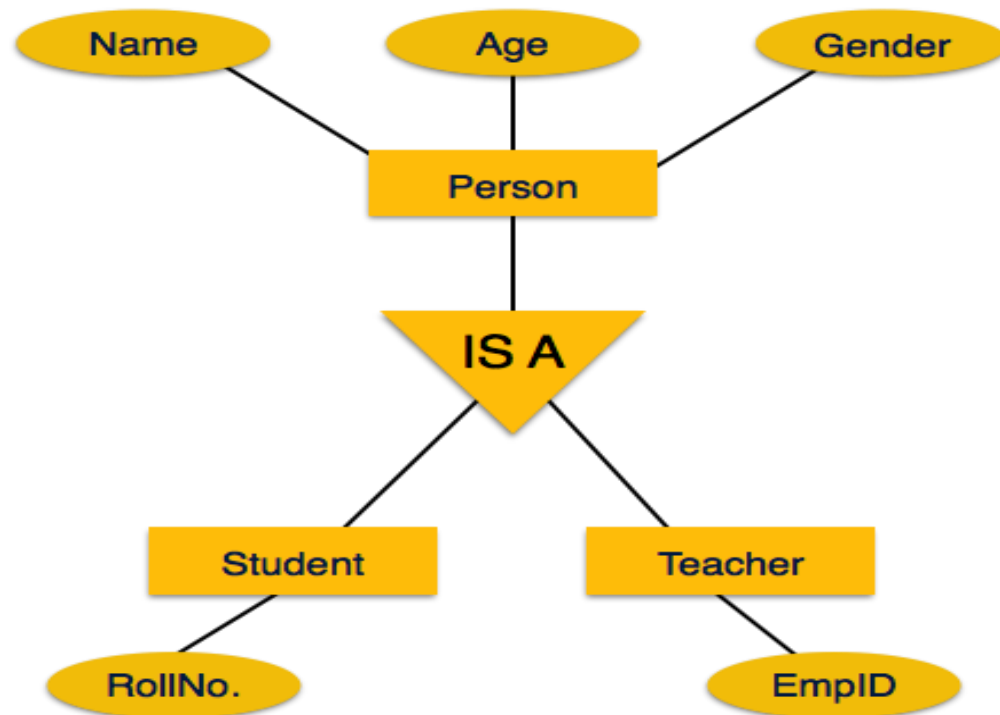 Name
Age
Gender
Person
IS A
Student
Teacher
RollNo.
EmpID